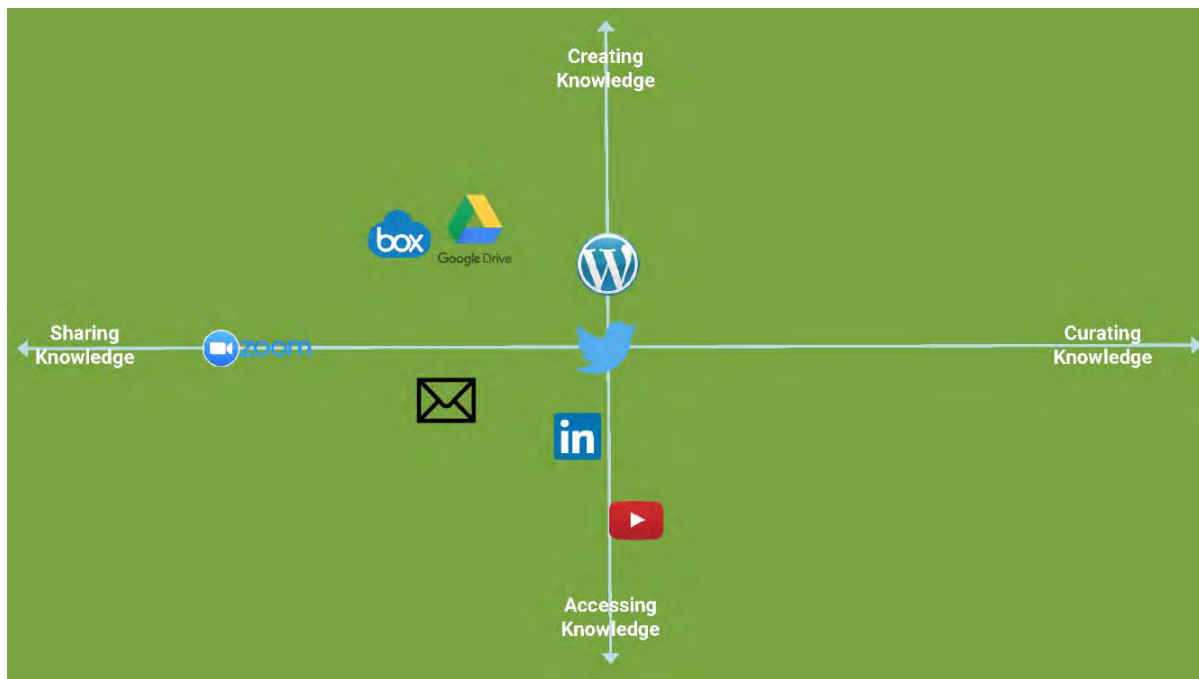 Creating
Knowledge
box
Google Drive
Sharing
Knowledge
zoom
Curating
Knowledge
in
Accessing
Knowledge